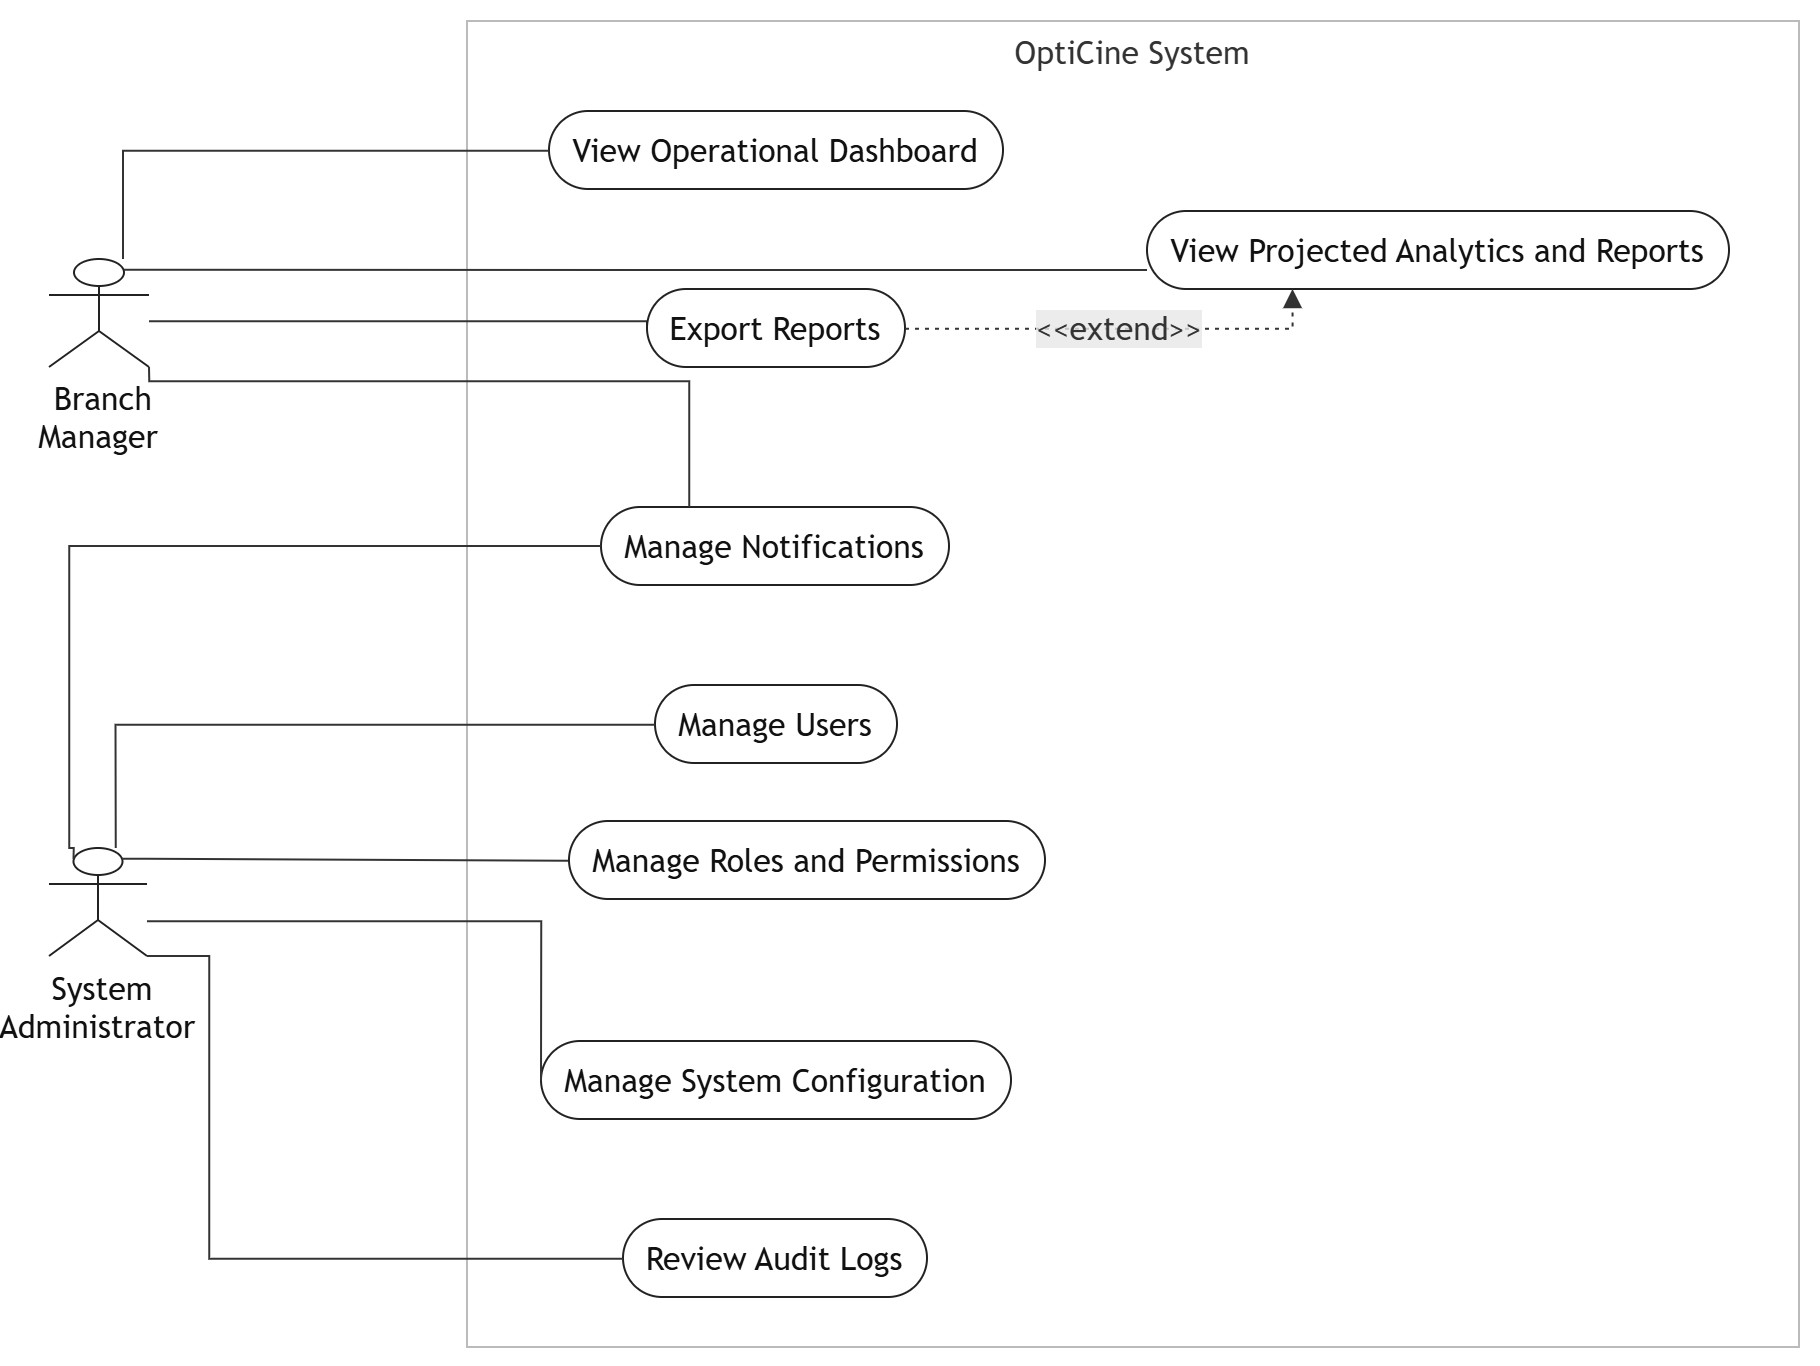 OptiCine System
View Operational Dashboard
View Projected Analytics and Reports
Export Reports
<<extend>>
Branch
Manager
Manage Notifications
Manage Users
Manage Roles and Permissions
System
Administrator
Manage System Configuration
Review Audit Logs